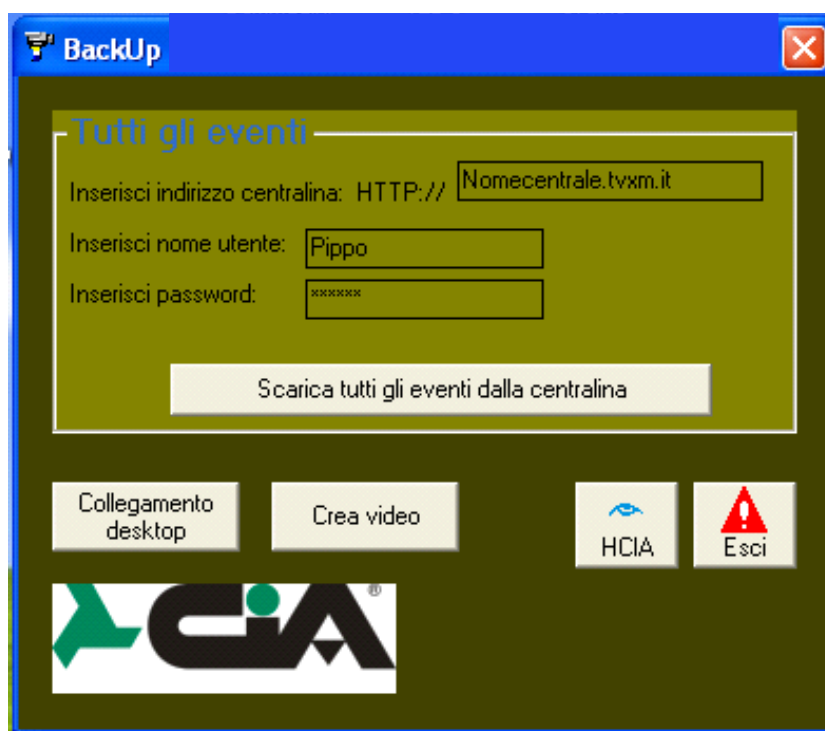 BackUp
Tutti gli eventi
Inserisci indirizzo centralina: HTTP:// Nomecentrale.tvxm.it
Inserisci nome utente: Pippo
Inserisci password: ××××××
Scarica tutti gli eventi dalla centralina
Collegamento
desktop
Crea video
HCIA
Esci
CiA®